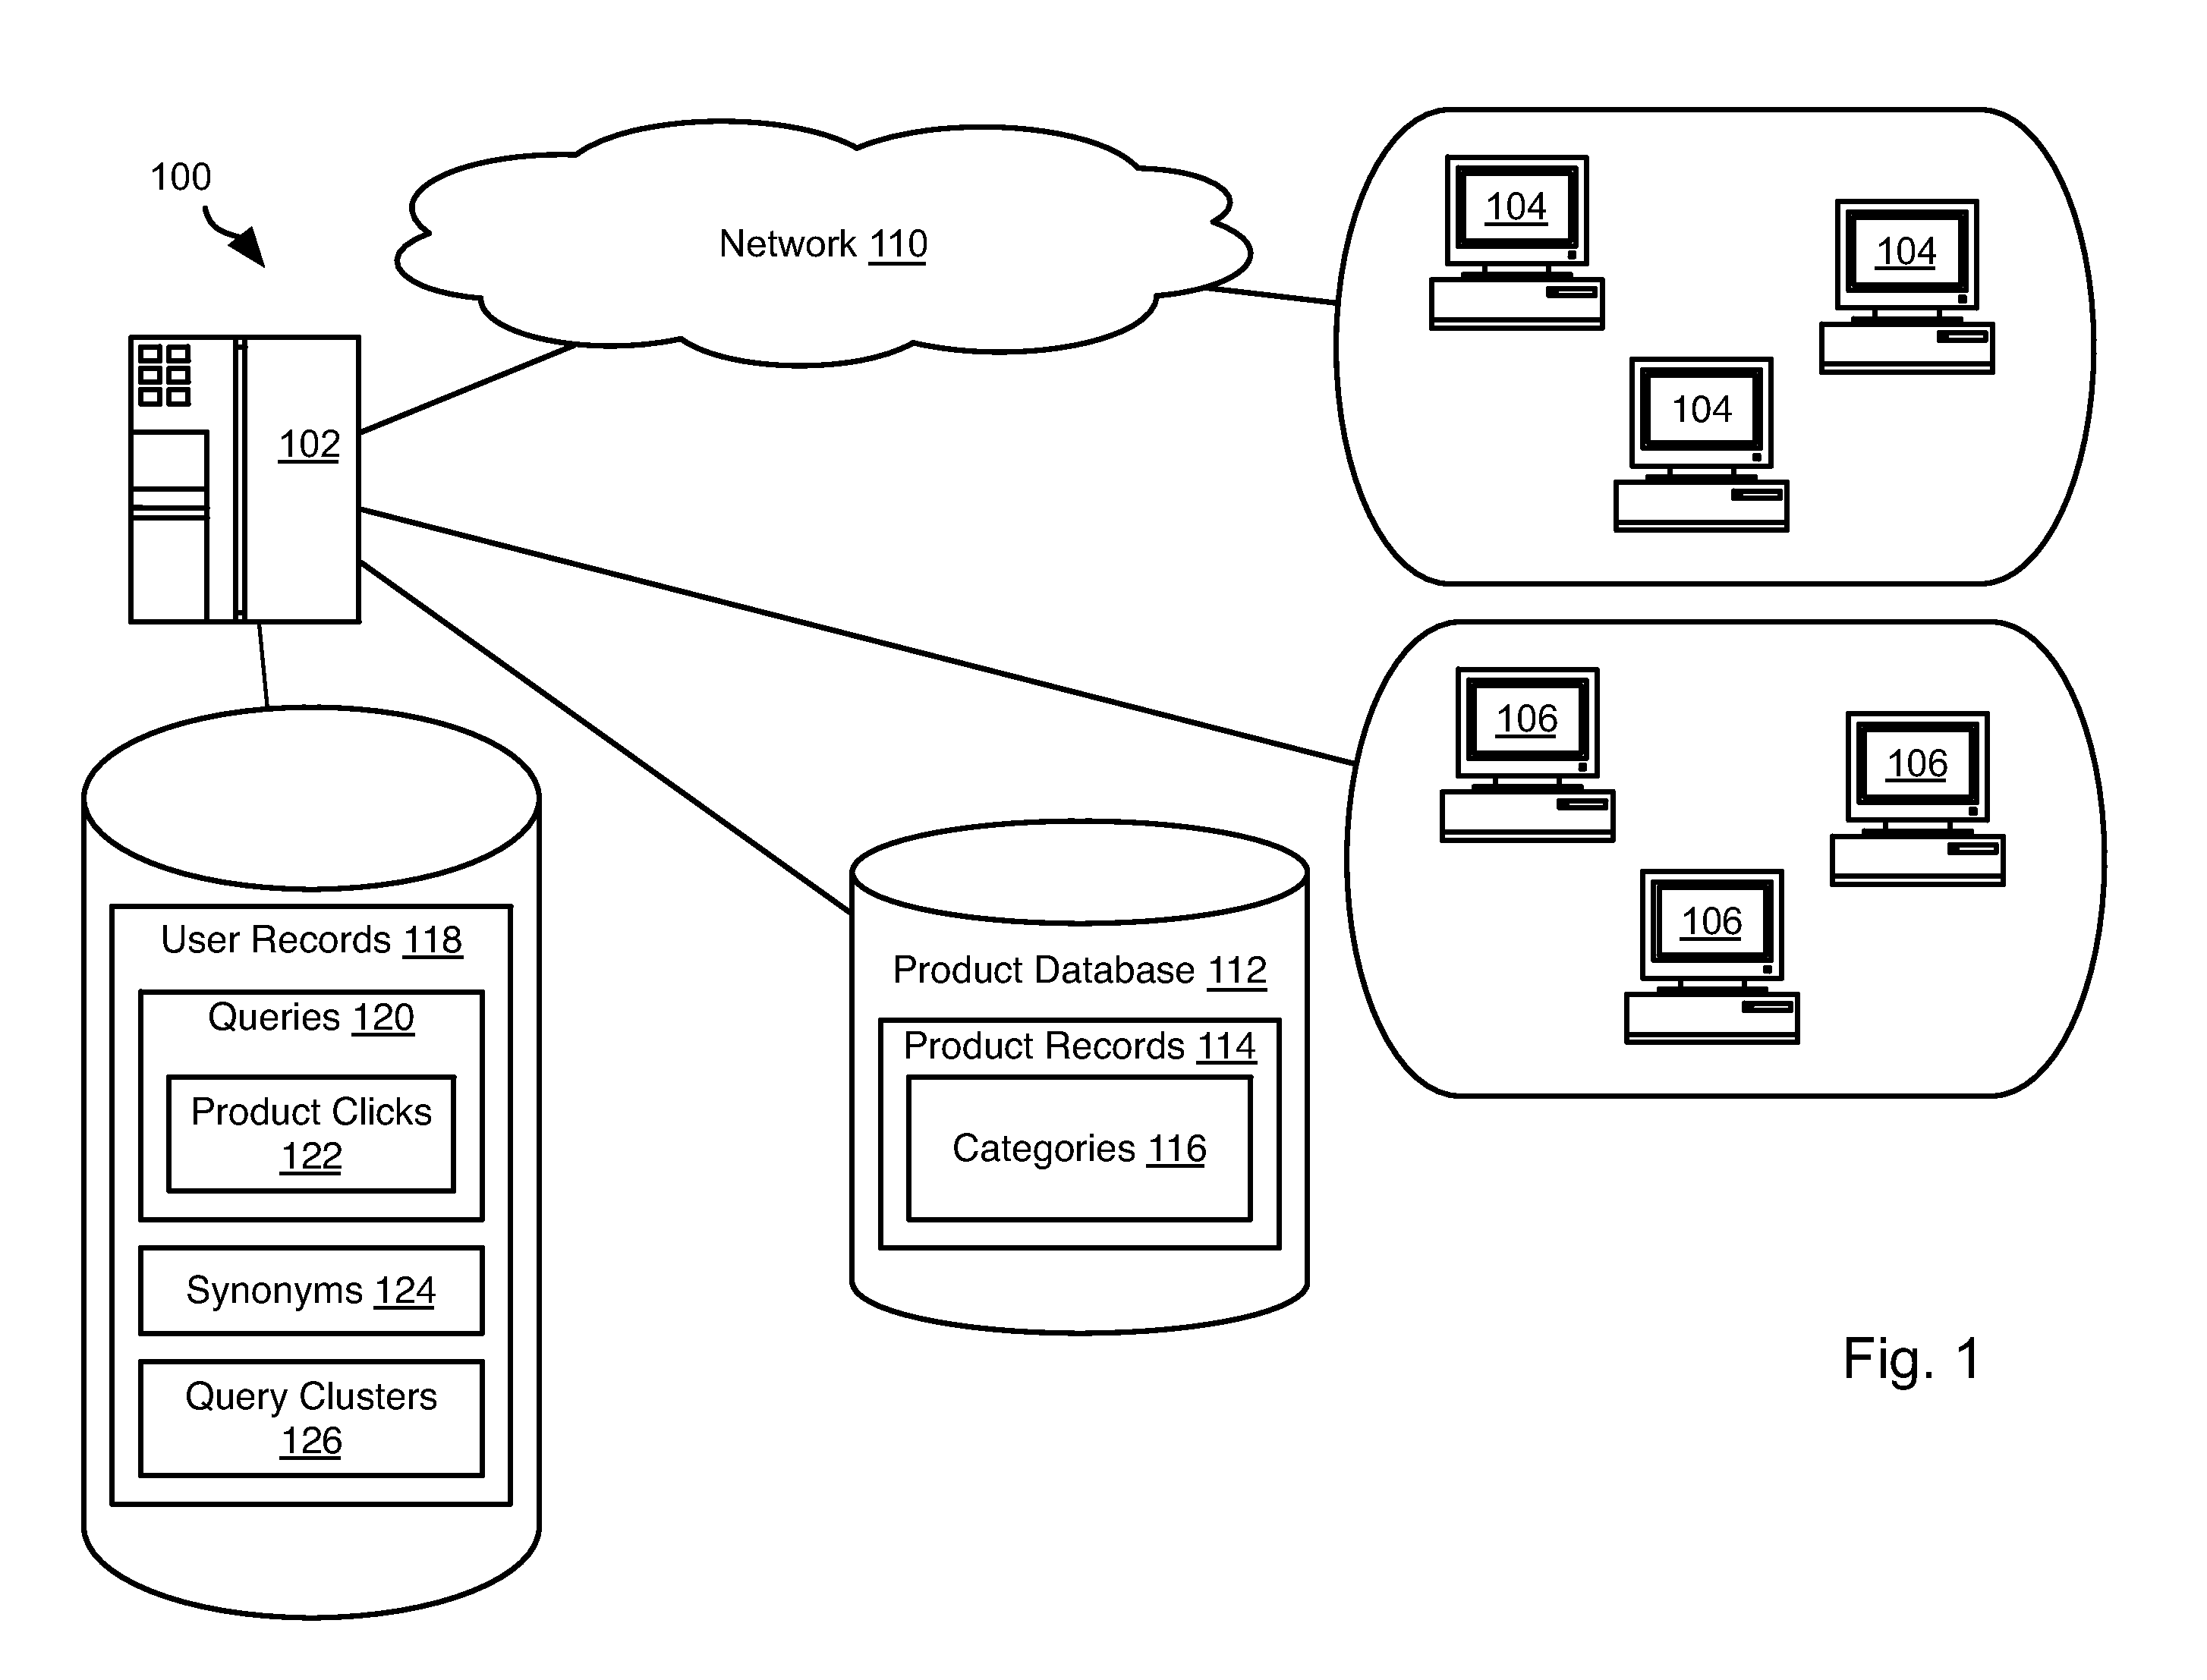 100
Network 110
104
104
104
102
106
106
106
User Records 118
Queries 120
Product Clicks
122
Synonyms 124
Query Clusters
126
Product Database 112
Product Records 114
Categories 116
Fig. 1